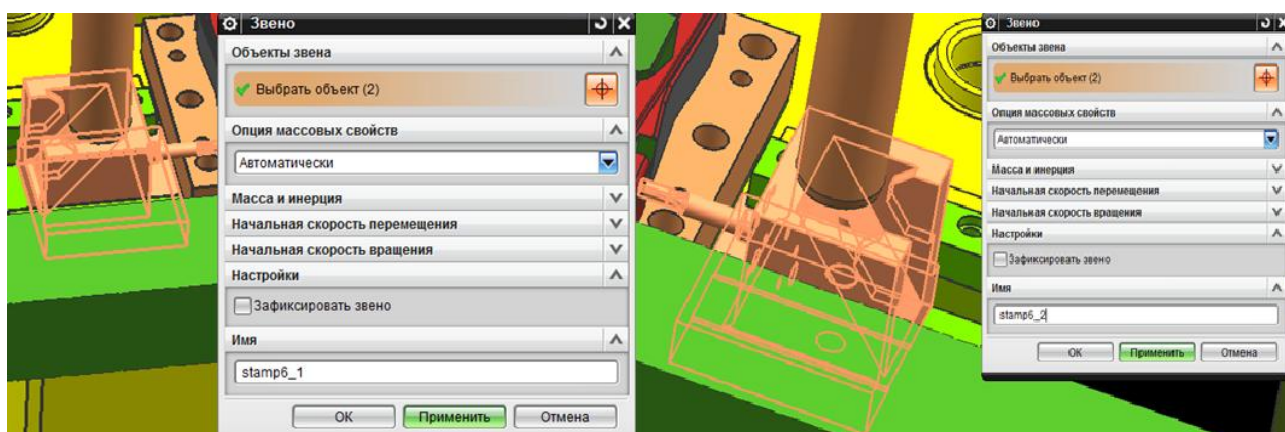 Звено
Объекты звена
Выбрать объект (2)
Опция массовых свойств
Автоматически
Масса и инерция
Начальная скорость перемещения
Начальная скорость вращения
Настройки
Зафиксировать звено
Имя
stamp6_1
ОК Применить Отмена
Звено
Объекты звена
Выбрать объект (2)
Опция массовых свойств
Автоматически
Масса и инерция
Начальная скорость перемещения
Начальная скорость вращения
Настройки
Зафиксировать звено
Имя
stamp6_2
ОК Применить Отмена